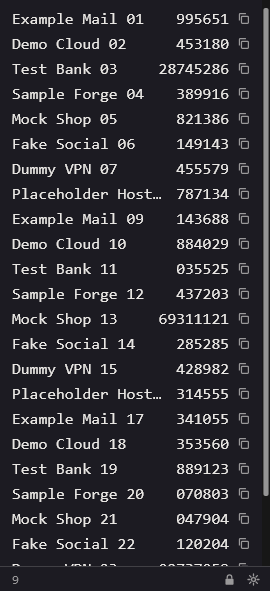 Example Mail 01 995651
Demo Cloud 02 453180
Test Bank 03 28745286
Sample Forge 04 389916
Mock Shop 05 821386
Fake Social 06 149143
Dummy VPN 07 455579
Placeholder Host… 787134
Example Mail 09 143688
Demo Cloud 10 884029
Test Bank 11 035525
Sample Forge 12 437203
Mock Shop 13 69311121
Fake Social 14 285285
Dummy VPN 15 428982
Placeholder Host… 314555
Example Mail 17 341055
Demo Cloud 18 353560
Test Bank 19 889123
Sample Forge 20 070803
Mock Shop 21 047904
Fake Social 22 120204
9